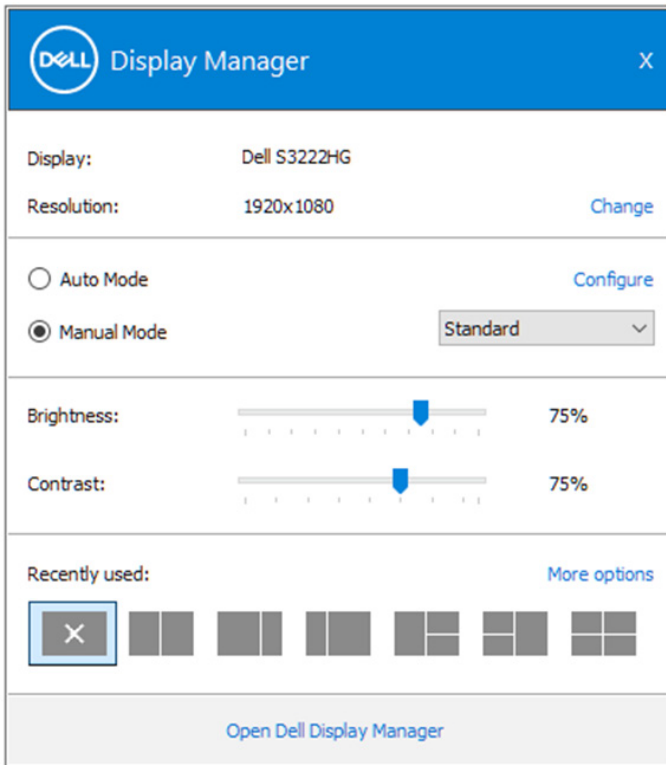 DELL Display Manager X
Display: Dell S3222HG
Resolution: 1920x1080 Change
Auto Mode Configure
Manual Mode Standard
Brightness: 75%
Contrast: 75%
Recently used: More options
Open Dell Display Manager